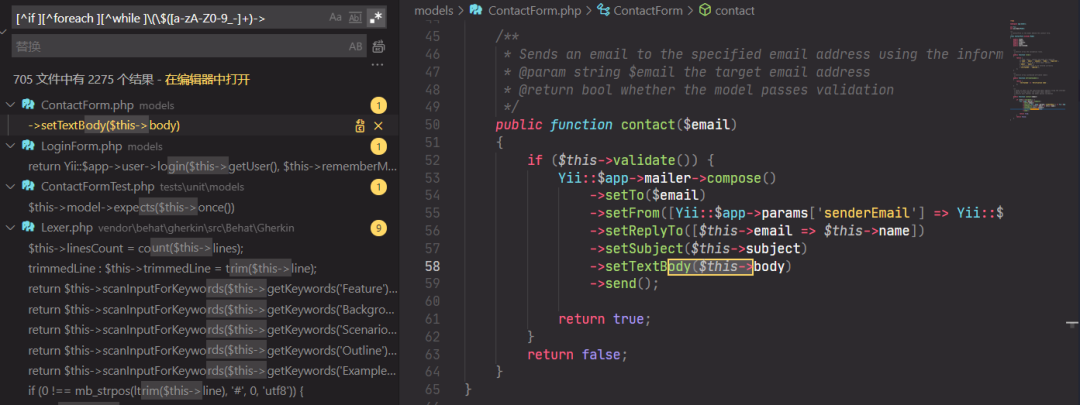 [^if ][^foreach ][^while ]\(\$([a-zA-Z0-9_-]+)->
Aa Ab .*
替换
AB
...
705 文件中有 2275 个结果 - 在编辑器中打开
ContactForm.php models 1
->setTextBody($this->body)
LoginForm.php models 1
return Yii::$app->user->login($this->getUser(), $this->rememberM...
ContactFormTest.php tests\unit\models 1
$this->model->expects($this->once())
Lexer.php vendor\behat\gherkin\src\Behat\Gherkin 9
$this->linesCount = count($this->lines);
trimmedLine : $this->trimmedLine = trim($this->line);
return $this->scanInputForKeywords($this->getKeywords('Feature')...
return $this->scanInputForKeywords($this->getKeywords('Backgro...
return $this->scanInputForKeywords($this->getKeywords('Scenario...
return $this->scanInputForKeywords($this->getKeywords('Outline')...
return $this->scanInputForKeywords($this->getKeywords('Example...
if (0 !== mb_strpos(ltrim($this->line), '#', 0, 'utf8')) {
models > ContactForm.php > ContactForm > contact
45 /**
46 * Sends an email to the specified email address using the inform
47 * @param string $email the target email address
48 * @return bool whether the model passes validation
49 */
50 public function contact($email)
51 {
52 if ($this->validate()) {
53 Yii::$app->mailer->compose()
54 ->setTo($email)
55 ->setFrom([Yii::$app->params['senderEmail'] => Yii::$
56 ->setReplyTo([$this->email => $this->name])
57 ->setSubject($this->subject)
58 ->setTextBody($this->body)
59 ->send();
60
61 return true;
62 }
63 return false;
64 }
65 }